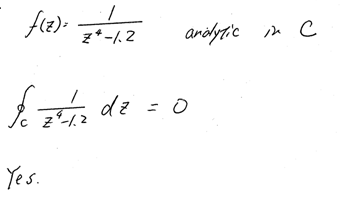 f(z) = 1/(z⁴-1.2) analytic in C
∮_C 1/(z⁴-1.2) dz = 0
Yes.